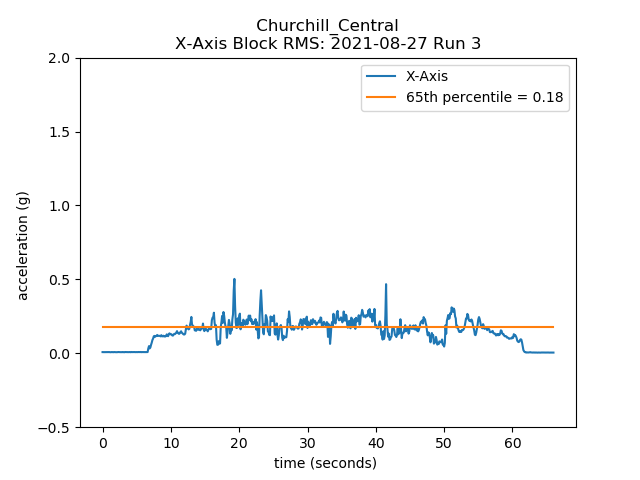 Churchill_Central
X-Axis Block RMS: 2021-08-27 Run 3
X-Axis
65th percentile = 0.18
acceleration (g)
2.0
1.5
1.0
0.5
0.0
−0.5
0 10 20 30 40 50 60
time (seconds)